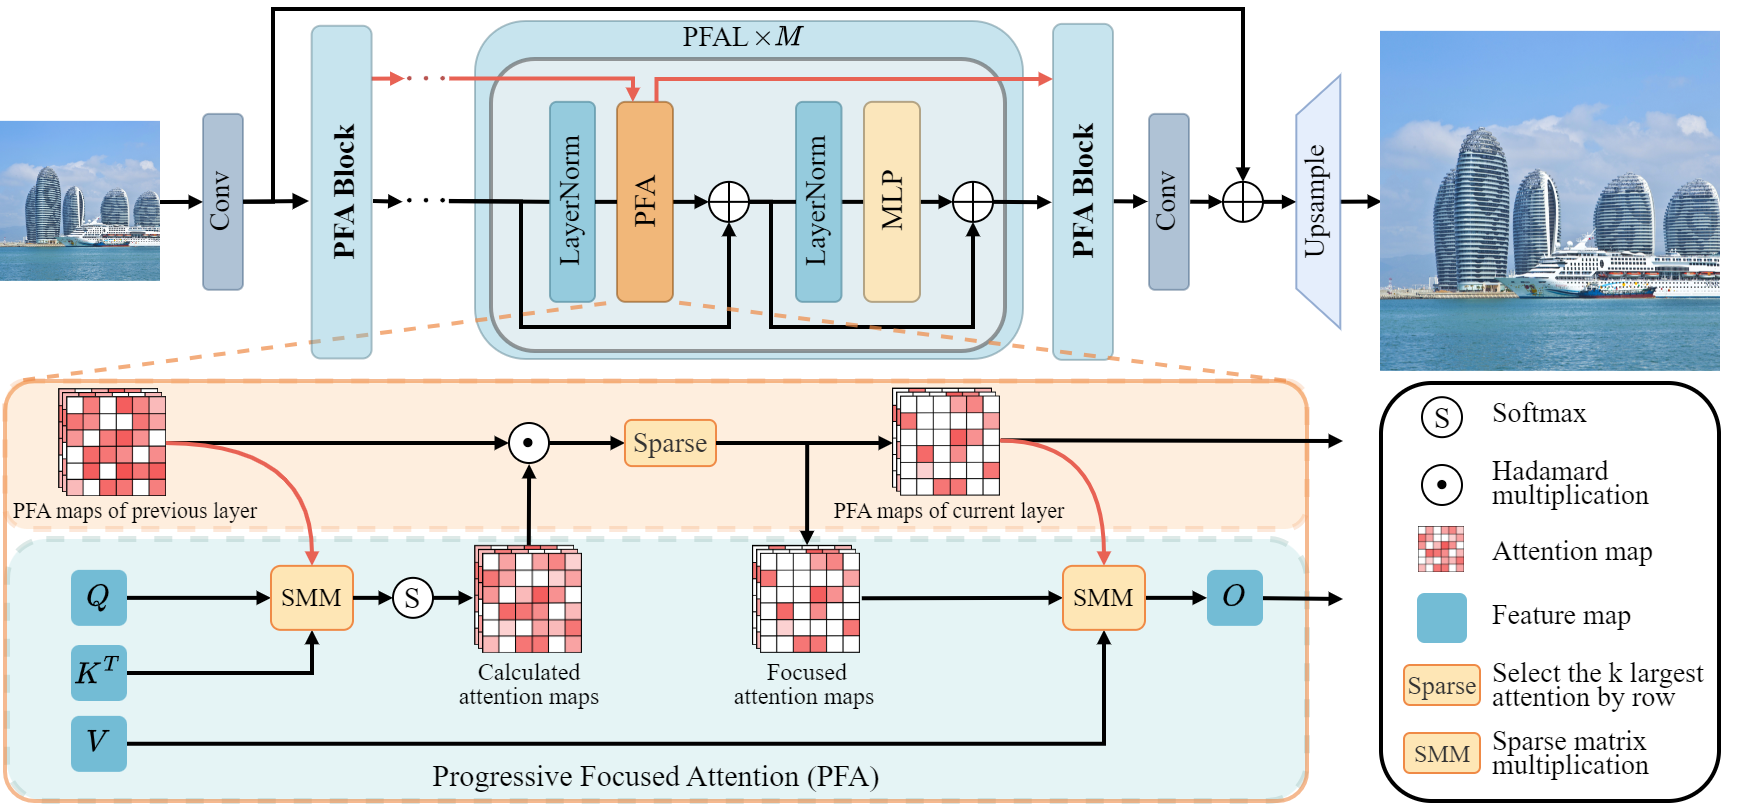 PFAL × M
Conv
PFA Block
LayerNorm
PFA
LayerNorm
MLP
PFA Block
Conv
Upsample
PFA maps of previous layer
Sparse
PFA maps of current layer
Q
K^T
V
SMM
S
Calculated
attention maps
Focused
attention maps
SMM
O
Progressive Focused Attention (PFA)
S
Softmax
Hadamard
multiplication
Attention map
Feature map
Sparse
Select the k largest
attention by row
SMM
Sparse matrix
multiplication